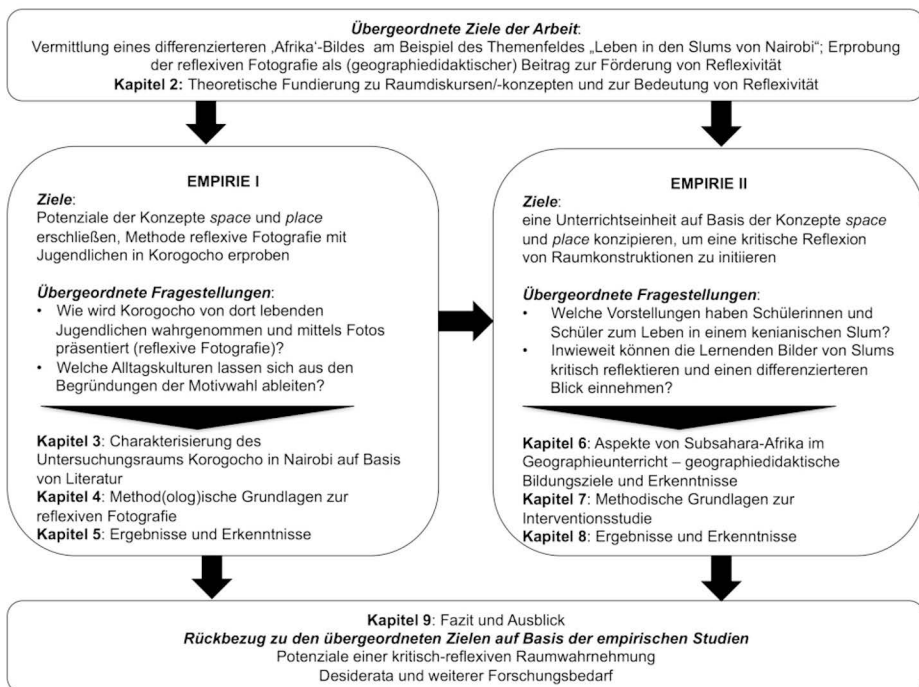 Übergeordnete Ziele der Arbeit:
Vermittlung eines differenzierteren ‚Afrika‘-Bildes am Beispiel des Themenfeldes „Leben in den Slums von Nairobi“; Erprobung
der reflexiven Fotografie als (geographiedidaktischer) Beitrag zur Förderung von Reflexivität
Kapitel 2: Theoretische Fundierung zu Raumdiskursen/-konzepten und zur Bedeutung von Reflexivität
EMPIRIE I
Ziele:
Potenziale der Konzepte space und place
erschließen, Methode reflexive Fotografie mit
Jugendlichen in Korogocho erproben
Übergeordnete Fragestellungen:
• Wie wird Korogocho von dort lebenden
Jugendlichen wahrgenommen und mittels Fotos
präsentiert (reflexive Fotografie)?
• Welche Alltagskulturen lassen sich aus den
Begründungen der Motivwahl ableiten?
Kapitel 3: Charakterisierung des
Untersuchungsraums Korogocho in Nairobi auf Basis
von Literatur
Kapitel 4: Method(olog)ische Grundlagen zur
reflexiven Fotografie
Kapitel 5: Ergebnisse und Erkenntnisse
EMPIRIE II
Ziele:
eine Unterrichtseinheit auf Basis der Konzepte space
und place konzipieren, um eine kritische Reflexion
von Raumkonstruktionen zu initiieren
Übergeordnete Fragestellungen:
• Welche Vorstellungen haben Schülerinnen und
Schüler zum Leben in einem kenianischen Slum?
• Inwieweit können die Lernenden Bilder von Slums
kritisch reflektieren und einen differenzierteren
Blick einnehmen?
Kapitel 6: Aspekte von Subsahara-Afrika im
Geographieunterricht – geographiedidaktische
Bildungsziele und Erkenntnisse
Kapitel 7: Methodische Grundlagen zur
Interventionsstudie
Kapitel 8: Ergebnisse und Erkenntnisse
Kapitel 9: Fazit und Ausblick
Rückbezug zu den übergeordneten Zielen auf Basis der empirischen Studien
Potenziale einer kritisch-reflexiven Raumwahrnehmung
Desiderata und weiterer Forschungsbedarf